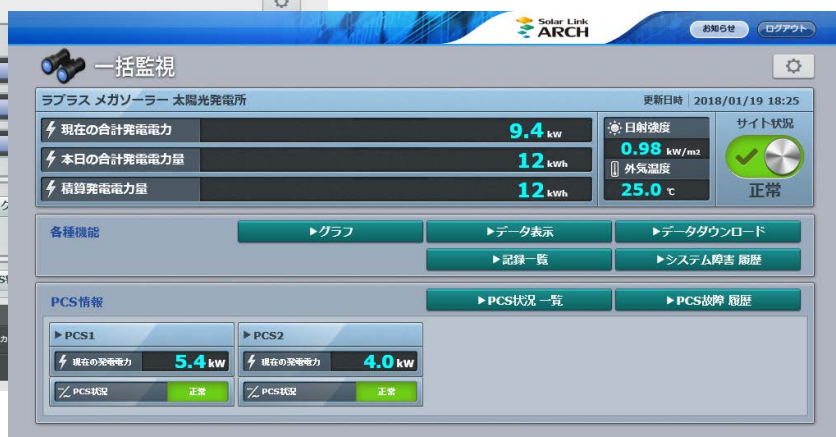 Solar Link
ARCH
お知らせ
ログアウト
一括監視
ラプラス メガソーラー 太陽光発電所
更新日時 2018/01/19 18:25
現在の合計発電電力 9.4 kW
本日の合計発電電力量 12 kWh
積算発電電力量 12 kWh
日射強度
0.98 kW/m2
外気温度
25.0 ℃
サイト状況
正常
各種機能
▶グラフ
▶データ表示
▶データダウンロード
▶記録一覧
▶システム障害 履歴
PCS情報
▶PCS状況 一覧
▶PCS故障 履歴
▶PCS1
現在の発電電力 5.4 kW
PCS状況 正常
▶PCS2
現在の発電電力 4.0 kW
PCS状況 正常